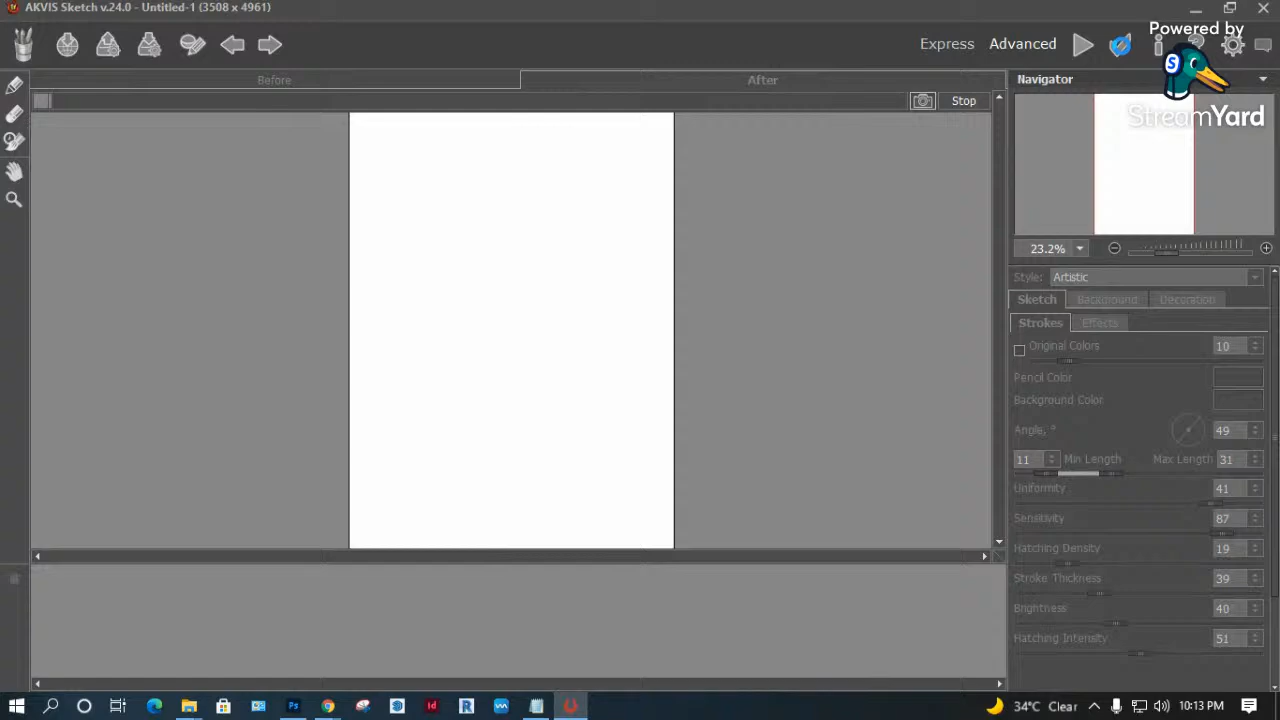 AKVIS Sketch v.24.0 - Untitled-1 (3508 x 4961)
Powered by
StreamYard
Express
Advanced
Before
After
Stop
Navigator
23.2%
Style:
Artistic
Sketch
Background
Decoration
Strokes
Effects
Original Colors
10
Pencil Color
Background Color
Angle, °
49
11
Min Length
Max Length
31
Uniformity
41
Sensitivity
87
Hatching Density
19
Stroke Thickness
39
Brightness
40
Hatching Intensity
51
34°C Clear
10:13 PM